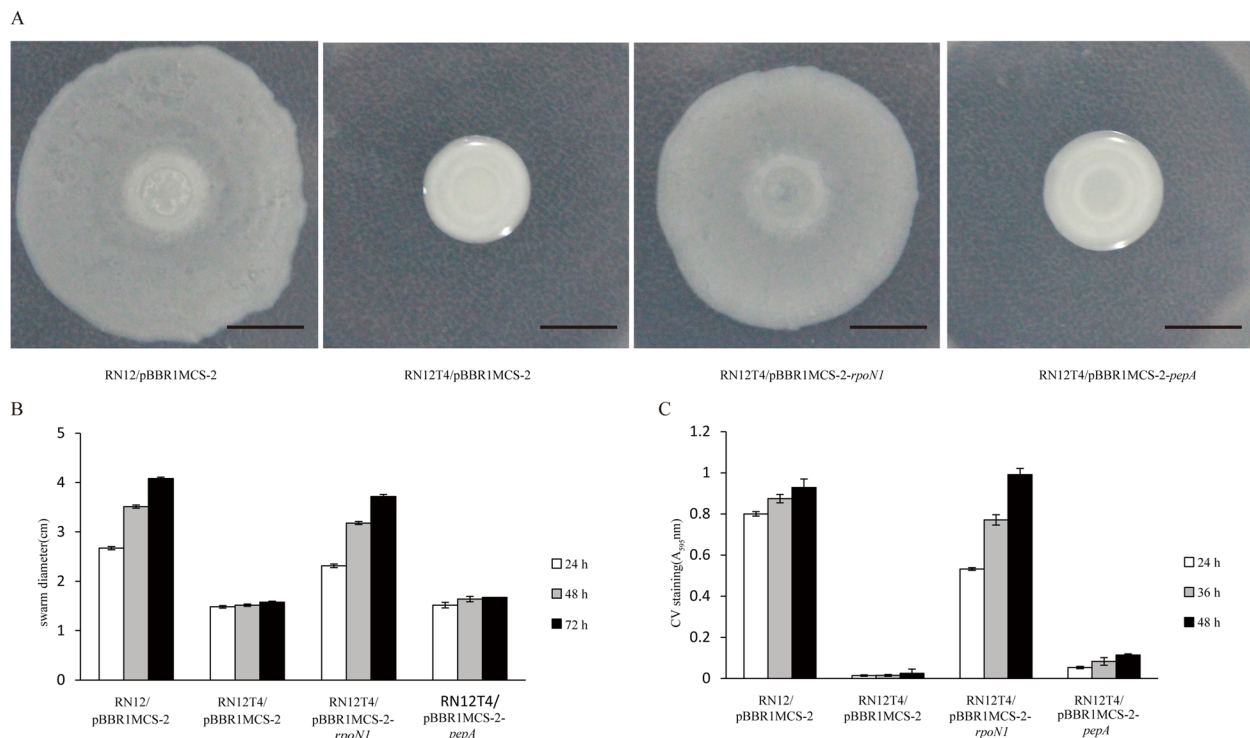 A
RN12/pBBR1MCS-2
RN12T4/pBBR1MCS-2
RN12T4/pBBR1MCS-2-rpoN1
RN12T4/pBBR1MCS-2-pepA
B
swarm diameter(cm)
5
4
3
2
1
0
24 h
48 h
72 h
RN12/
pBBR1MCS-2
RN12T4/
pBBR1MCS-2
RN12T4/
pBBR1MCS-2-
rpoN1
RN12T4/
pBBR1MCS-2-
pepA
C
CV staining(A595nm)
1.2
1
0.8
0.6
0.4
0.2
0
24 h
36 h
48 h
RN12/
pBBR1MCS-2
RN12T4/
pBBR1MCS-2
RN12T4/
pBBR1MCS-2-
rpoN1
RN12T4/
pBBR1MCS-2-
pepA